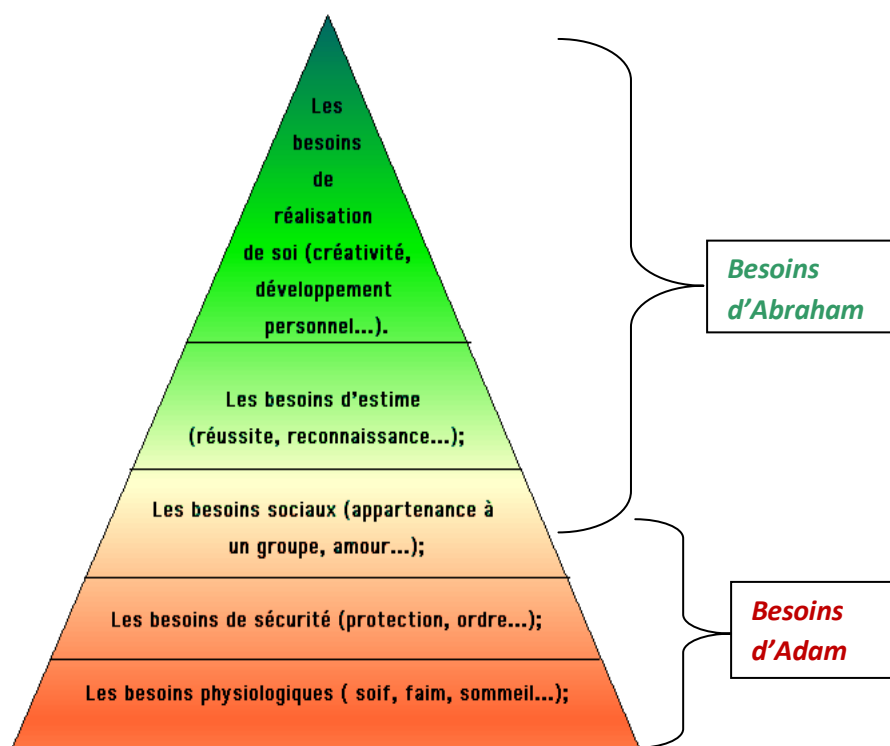 Les
besoins
de
réalisation
de soi (créativité,
développement
personnel...).
Les besoins d'estime
(réussite, reconnaissance...);
Les besoins sociaux (appartenance à
un groupe, amour...);
Les besoins de sécurité (protection, ordre...);
Les besoins physiologiques ( soif, faim, sommeil...);
Besoins
d’Abraham
Besoins
d’Adam